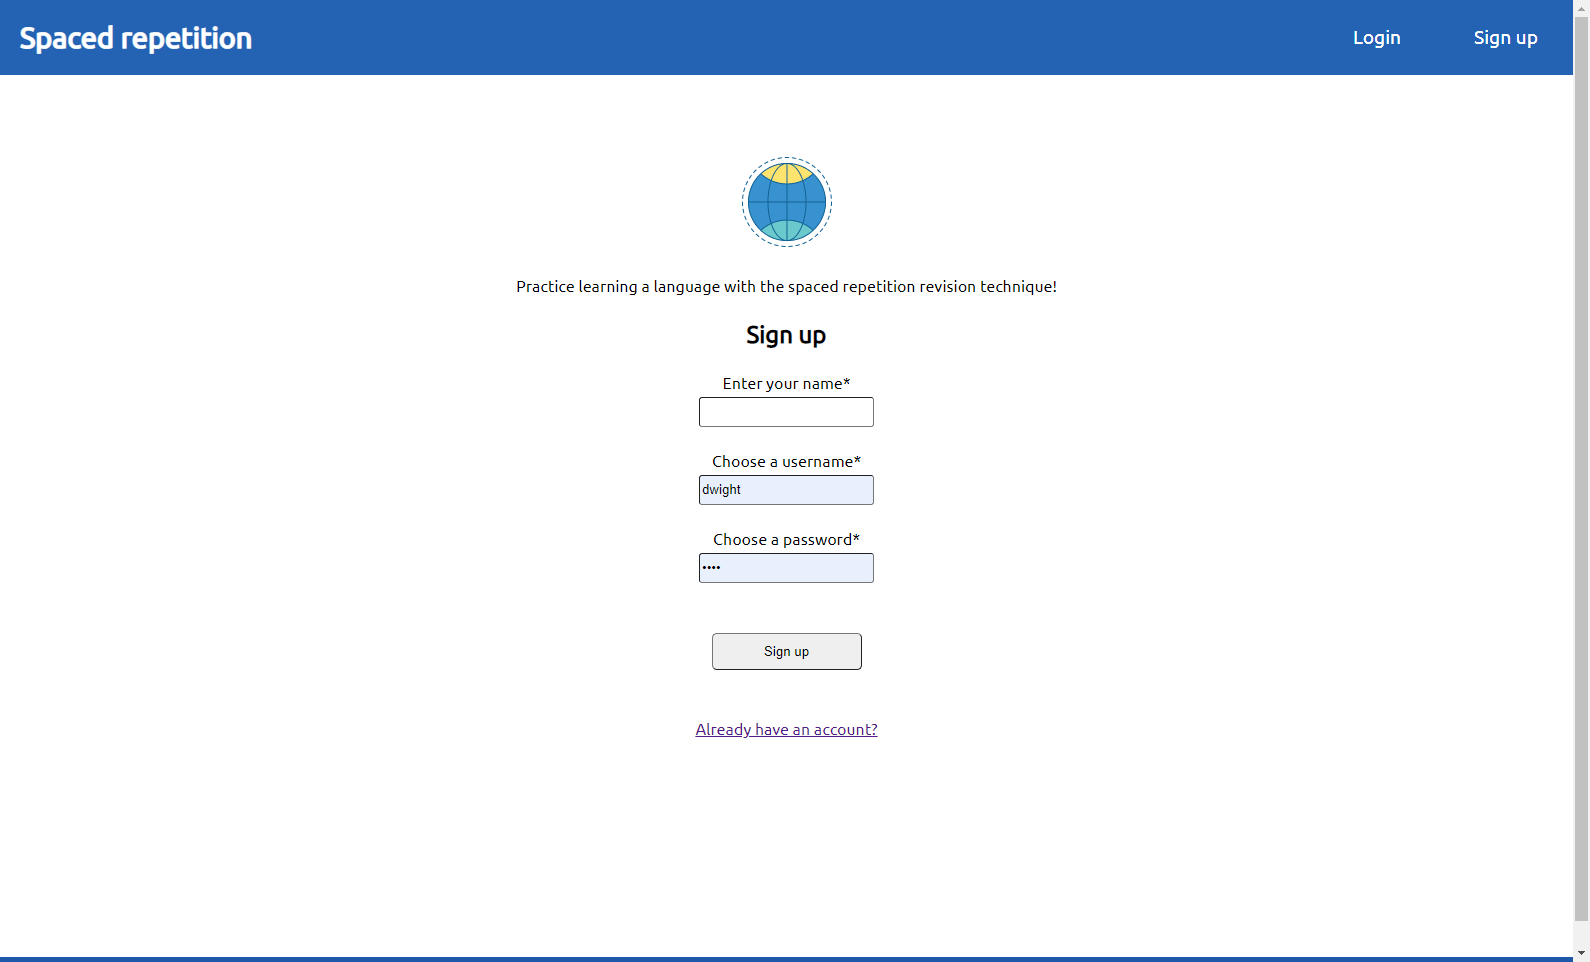 Spaced repetition
Login
Sign up
Practice learning a language with the spaced repetition revision technique!
Sign up
Enter your name*
Choose a username*
dwight
Choose a password*
••••
Sign up
Already have an account?